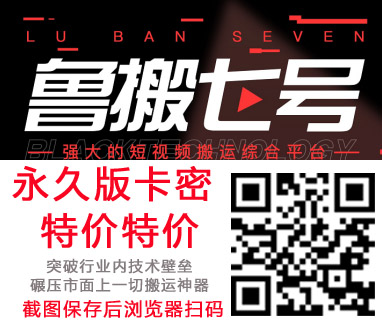 LU BAN SEVEN
鲁搬七号
BLACK TECHNOLOGY
强大的短视频搬运综合平台
永久版卡密
特价特价
突破行业内技术壁垒
碾压市面上一切搬运神器
截图保存后浏览器扫码